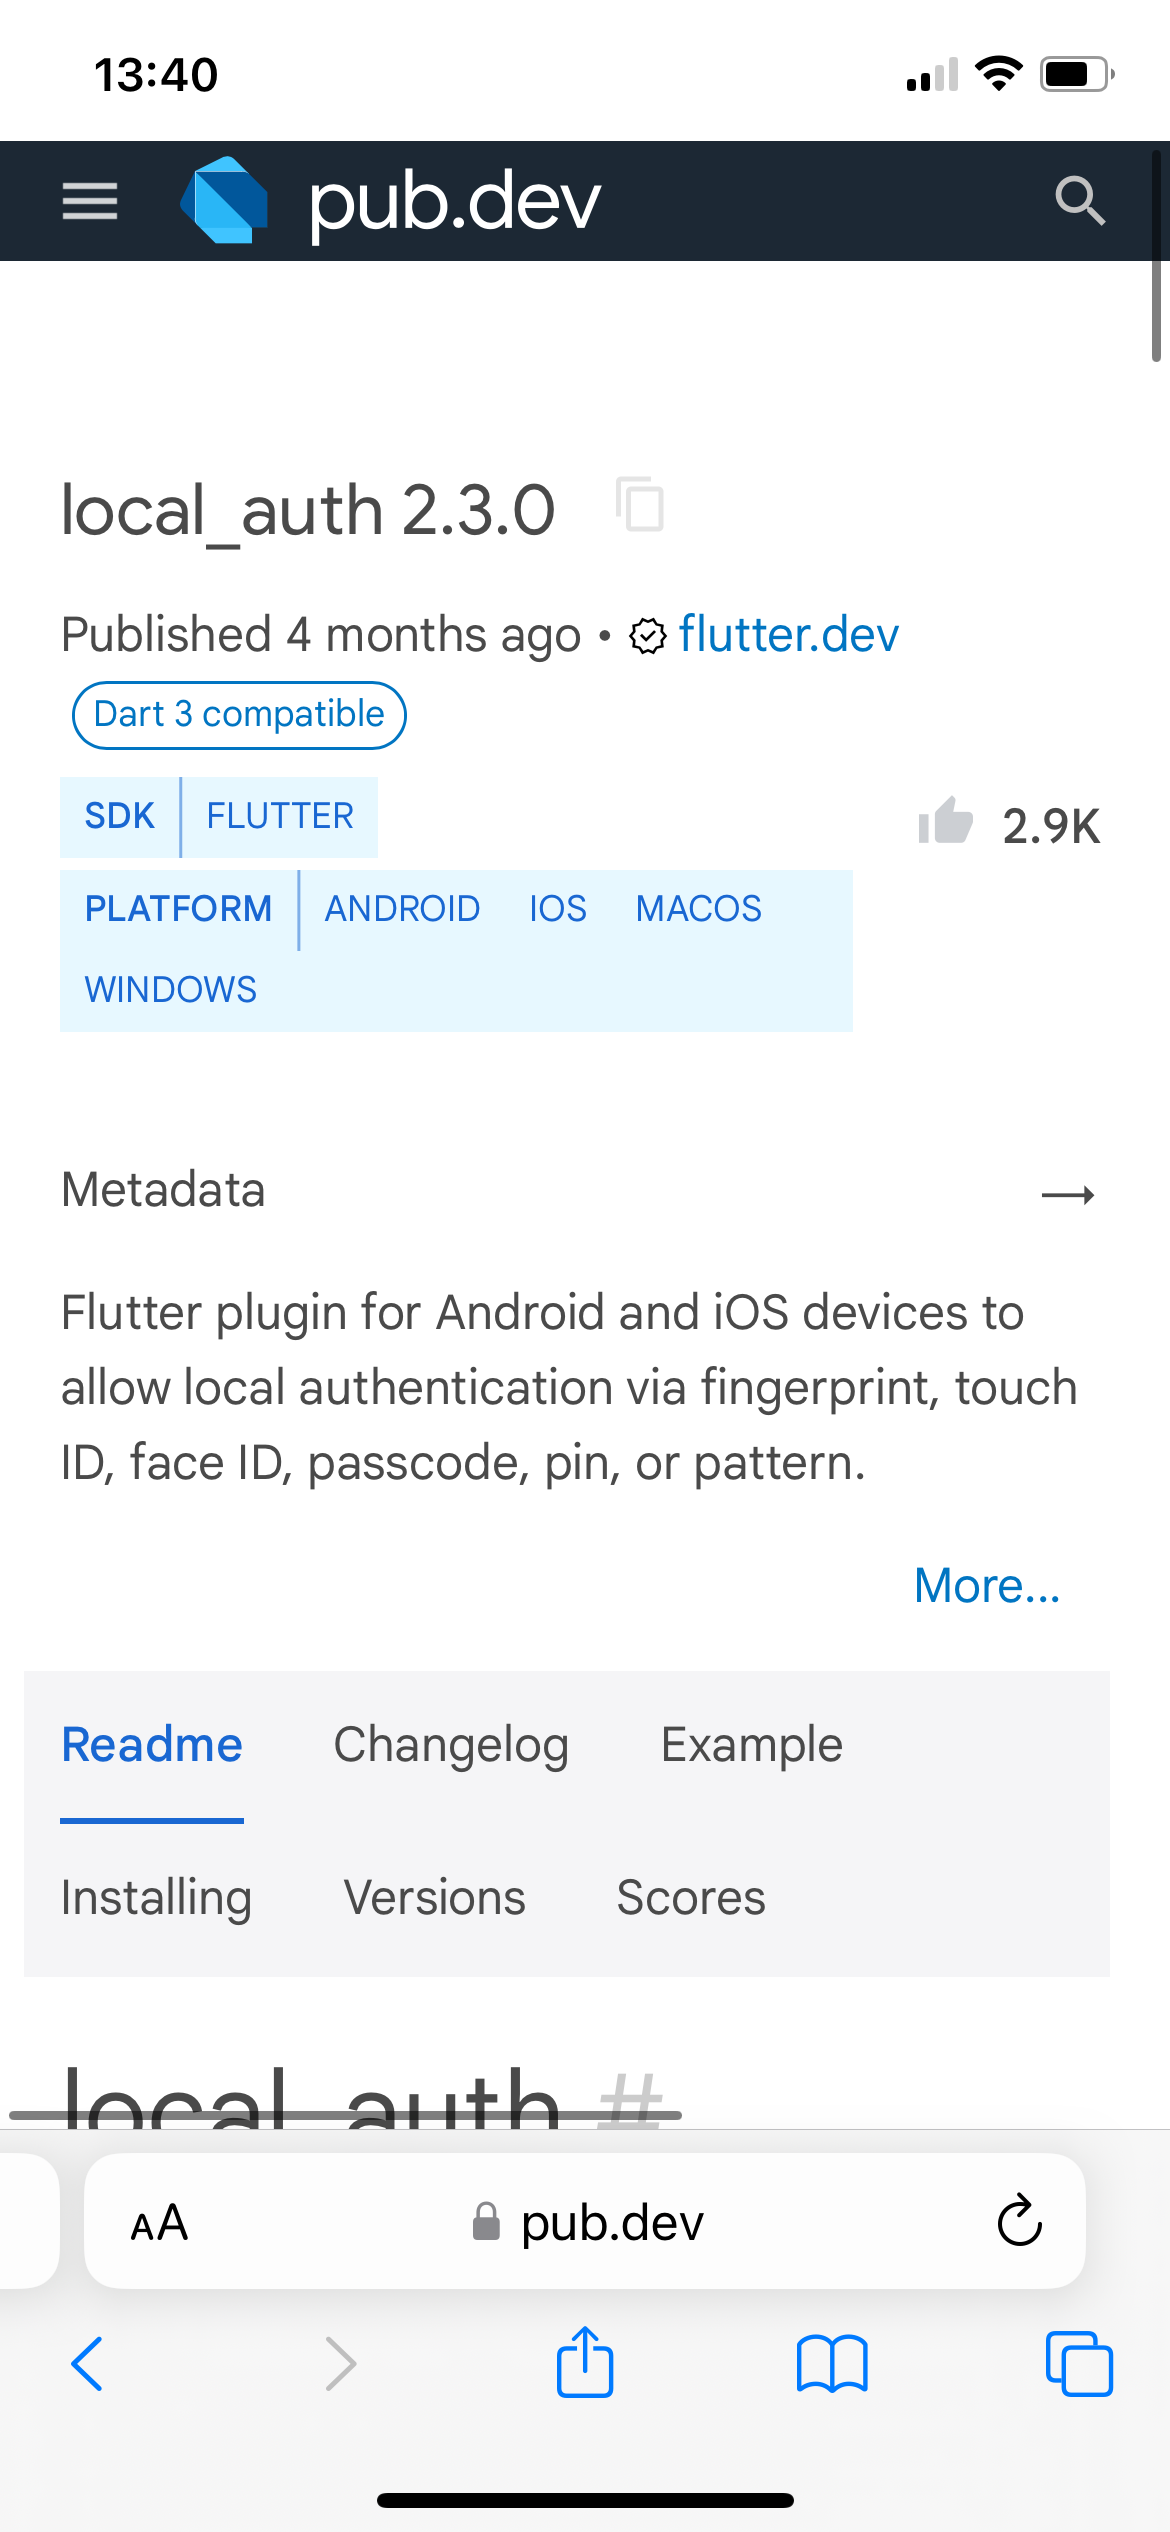 13:40
pub.dev
local_auth 2.3.0
Published 4 months ago • flutter.dev
Dart 3 compatible
SDK FLUTTER
2.9K
PLATFORM ANDROID IOS MACOS
WINDOWS
Metadata →
Flutter plugin for Android and iOS devices to
allow local authentication via fingerprint, touch
ID, face ID, passcode, pin, or pattern.
More...
Readme Changelog Example
Installing Versions Scores
local_auth #
AA pub.dev